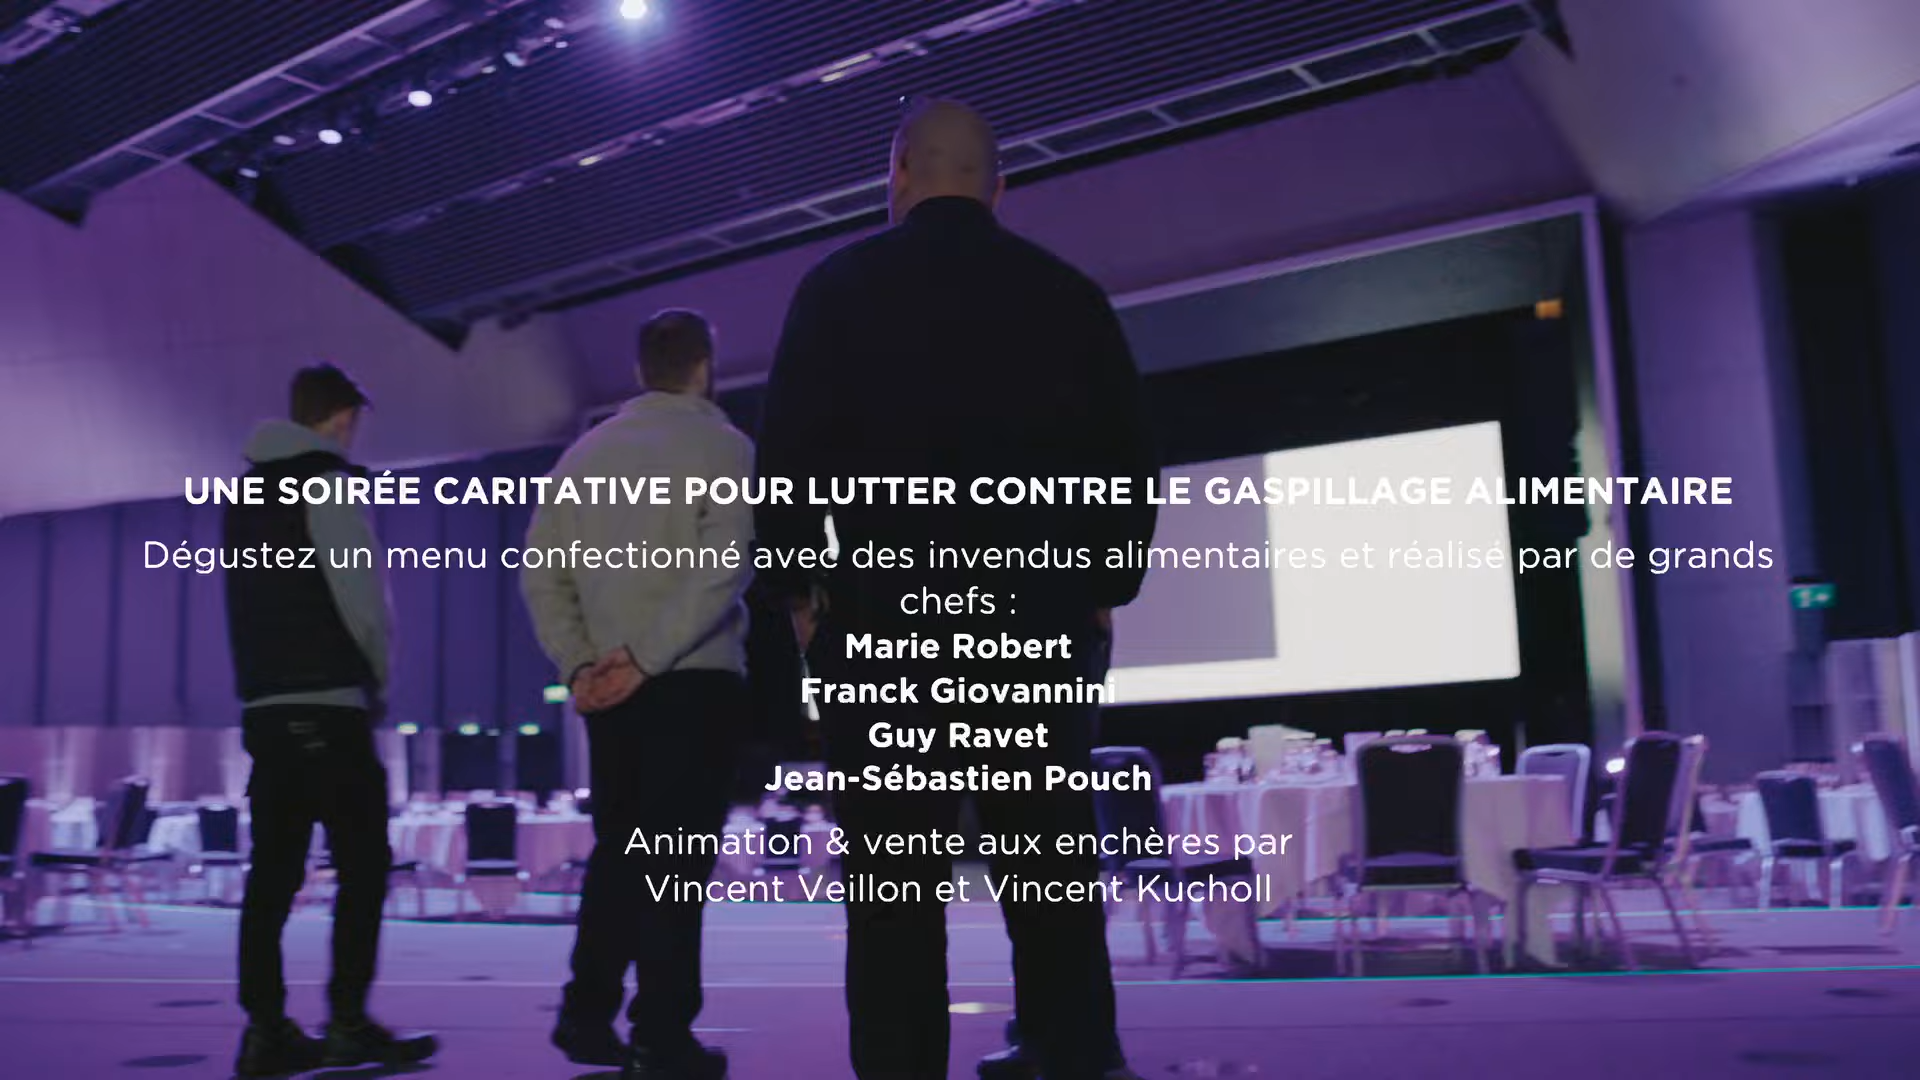 UNE SOIRÉE CARITATIVE POUR LUTTER CONTRE LE GASPILLAGE ALIMENTAIRE
Dégustez un menu confectionné avec des invendus alimentaires et réalisé par de grands
chefs :
Marie Robert
Franck Giovannini
Guy Ravet
Jean-Sébastien Pouch
Animation & vente aux enchères par
Vincent Veillon et Vincent Kucholl